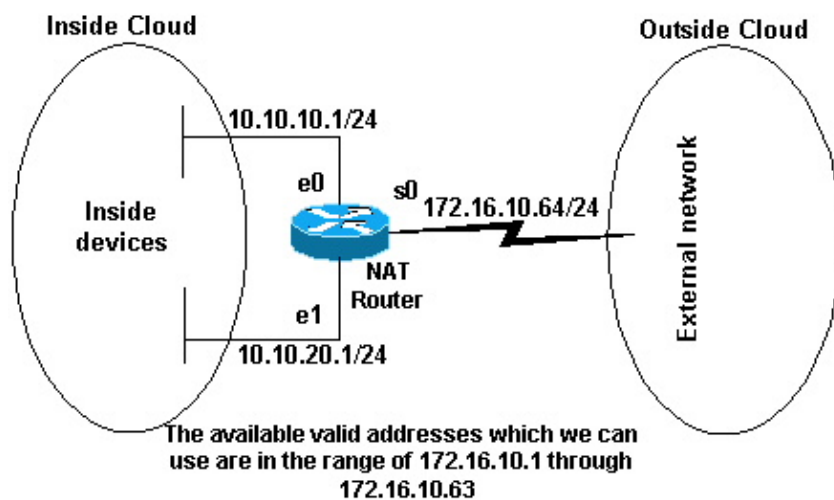 Inside Cloud
Outside Cloud
10.10.10.1/24
e0
s0
172.16.10.64/24
Inside
devices
NAT
Router
External network
e1
10.10.20.1/24
The available valid addresses which we can
use are in the range of 172.16.10.1 through
172.16.10.63